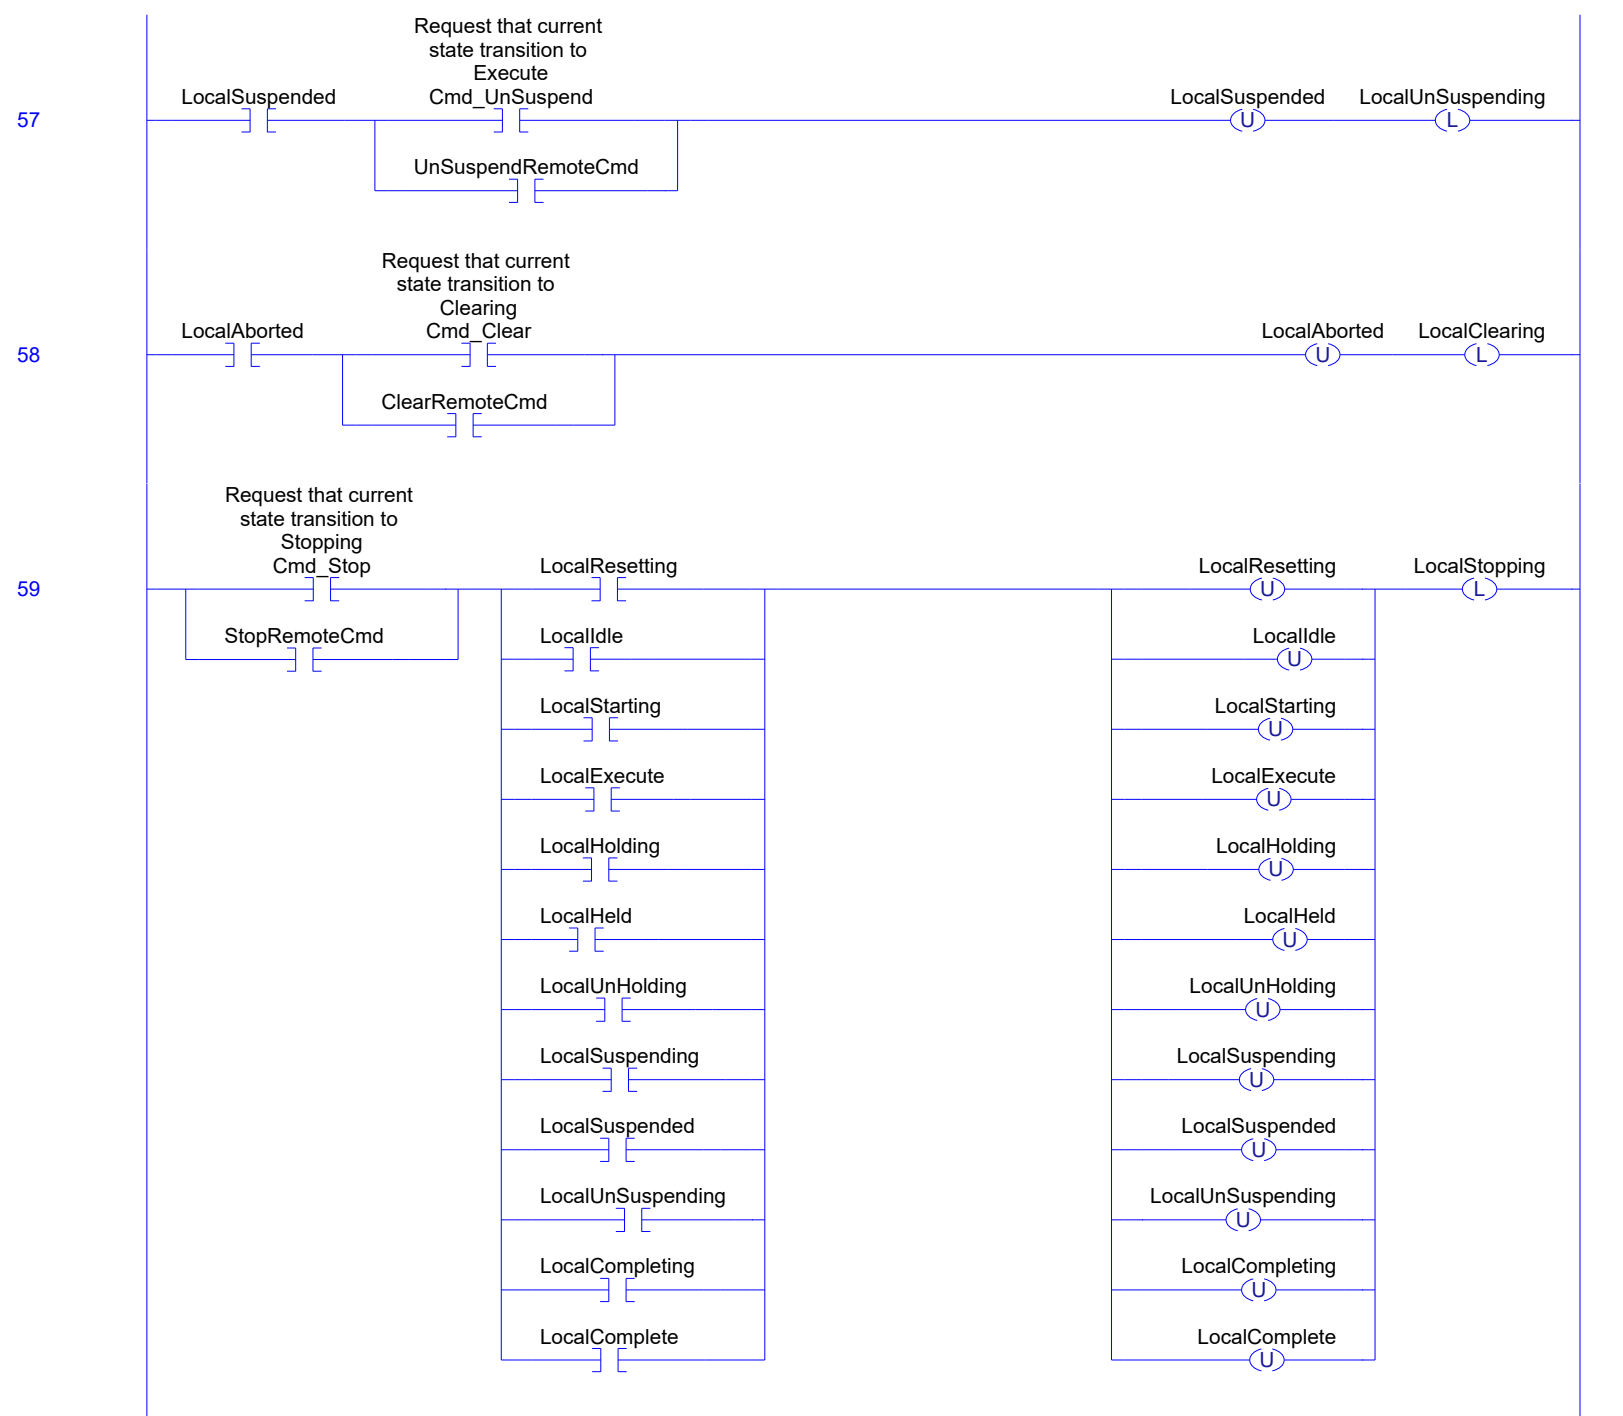 Request that current
state transition to
Execute
LocalSuspended Cmd_UnSuspend LocalSuspended LocalUnSuspending
57 U L
UnSuspendRemoteCmd
Request that current
state transition to
Clearing
LocalAborted Cmd_Clear LocalAborted LocalClearing
58 U L
ClearRemoteCmd
Request that current
state transition to
Stopping
Cmd_Stop LocalResetting LocalResetting LocalStopping
59 U L
StopRemoteCmd LocalIdle LocalIdle
U
LocalStarting LocalStarting
U
LocalExecute LocalExecute
U
LocalHolding LocalHolding
U
LocalHeld LocalHeld
U
LocalUnHolding LocalUnHolding
U
LocalSuspending LocalSuspending
U
LocalSuspended LocalSuspended
U
LocalUnSuspending LocalUnSuspending
U
LocalCompleting LocalCompleting
U
LocalComplete LocalComplete
U